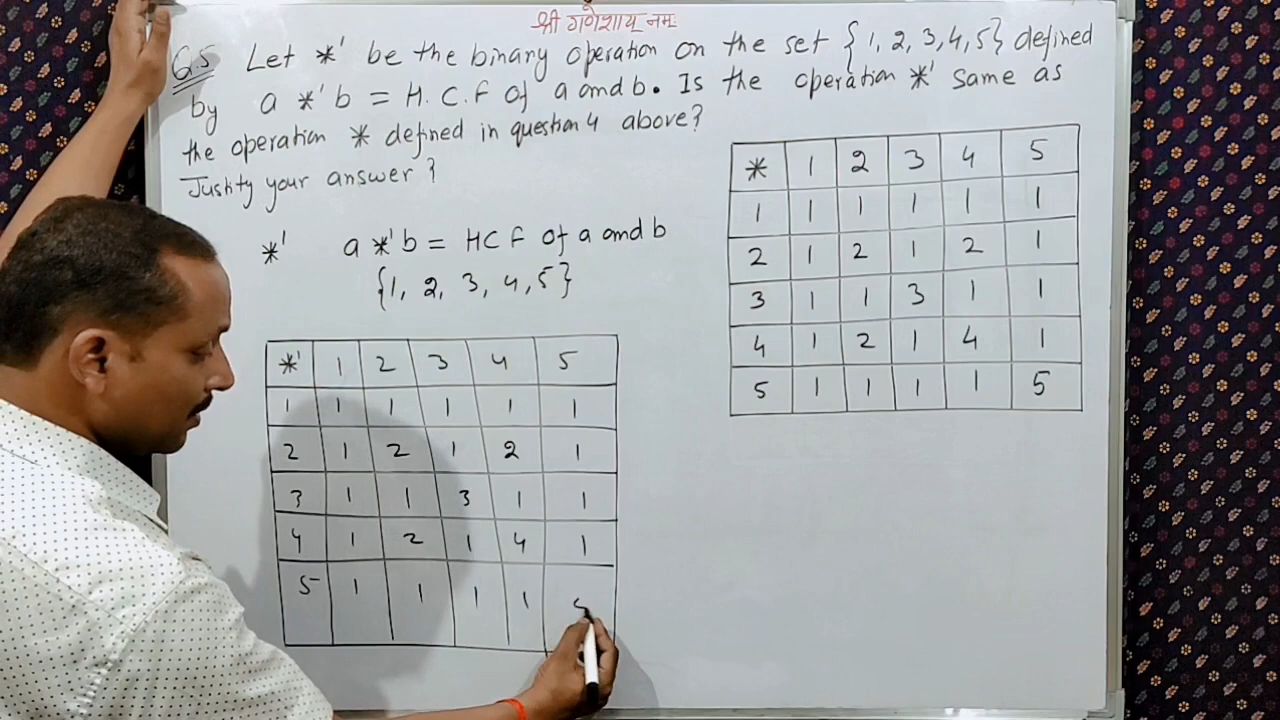 श्री गणेशाय नमः
Q.5 Let *' be the binary operation on the set {1, 2, 3, 4, 5} defined
by a *' b = H.C.F of a and b. Is the operation *' same as
the operation * defined in question 4 above?
Justify your answer?
*' a *' b = HCF of a and b
{1, 2, 3, 4, 5}
* 1 2 3 4 5
1 1 1 1 1 1
2 1 2 1 2 1
3 1 1 3 1 1
4 1 2 1 4 1
5 1 1 1 1 5
*' 1 2 3 4 5
1 1 1 1 1 1
2 1 2 1 2 1
3 1 1 3 1 1
4 1 2 1 4 1
5 1 1 1 1 5